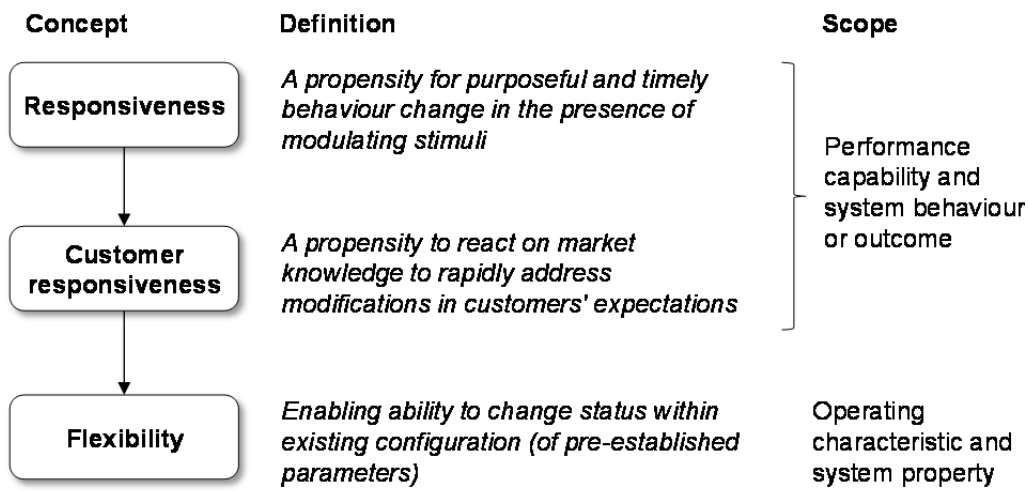 Concept Definition Scope
Responsiveness
A propensity for purposeful and timely
behaviour change in the presence of
modulating stimuli
Performance
capability and
system behaviour
or outcome
Customer
responsiveness
A propensity to react on market
knowledge to rapidly address
modifications in customers' expectations
Flexibility
Enabling ability to change status within
existing configuration (of pre-established
parameters)
Operating
characteristic and
system property